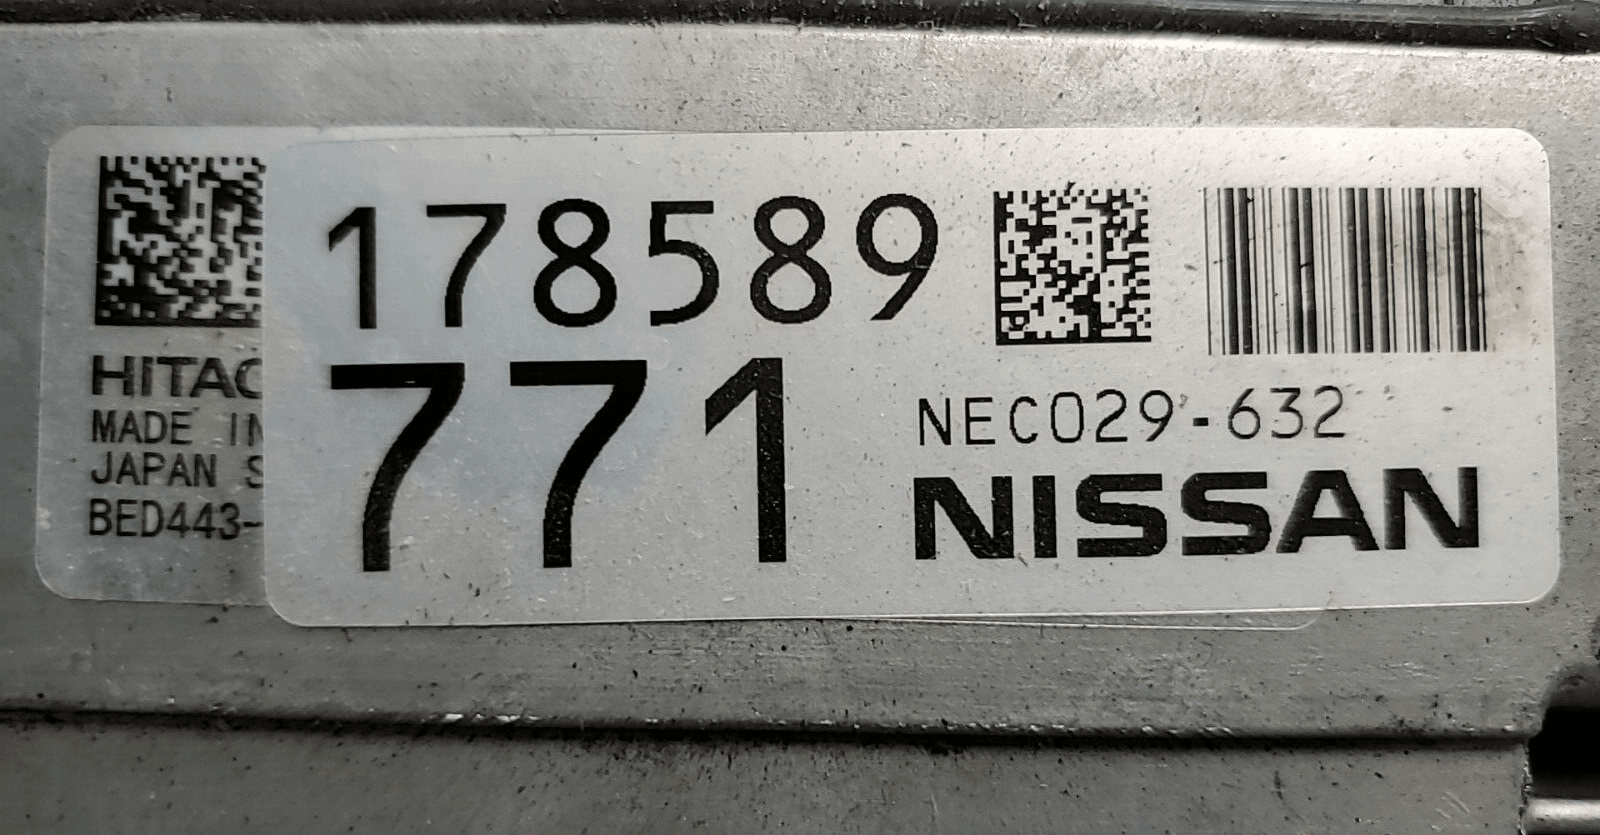 HITAC
MADE IN
JAPAN S
BED443-
178589
771
NEC029-632
NISSAN